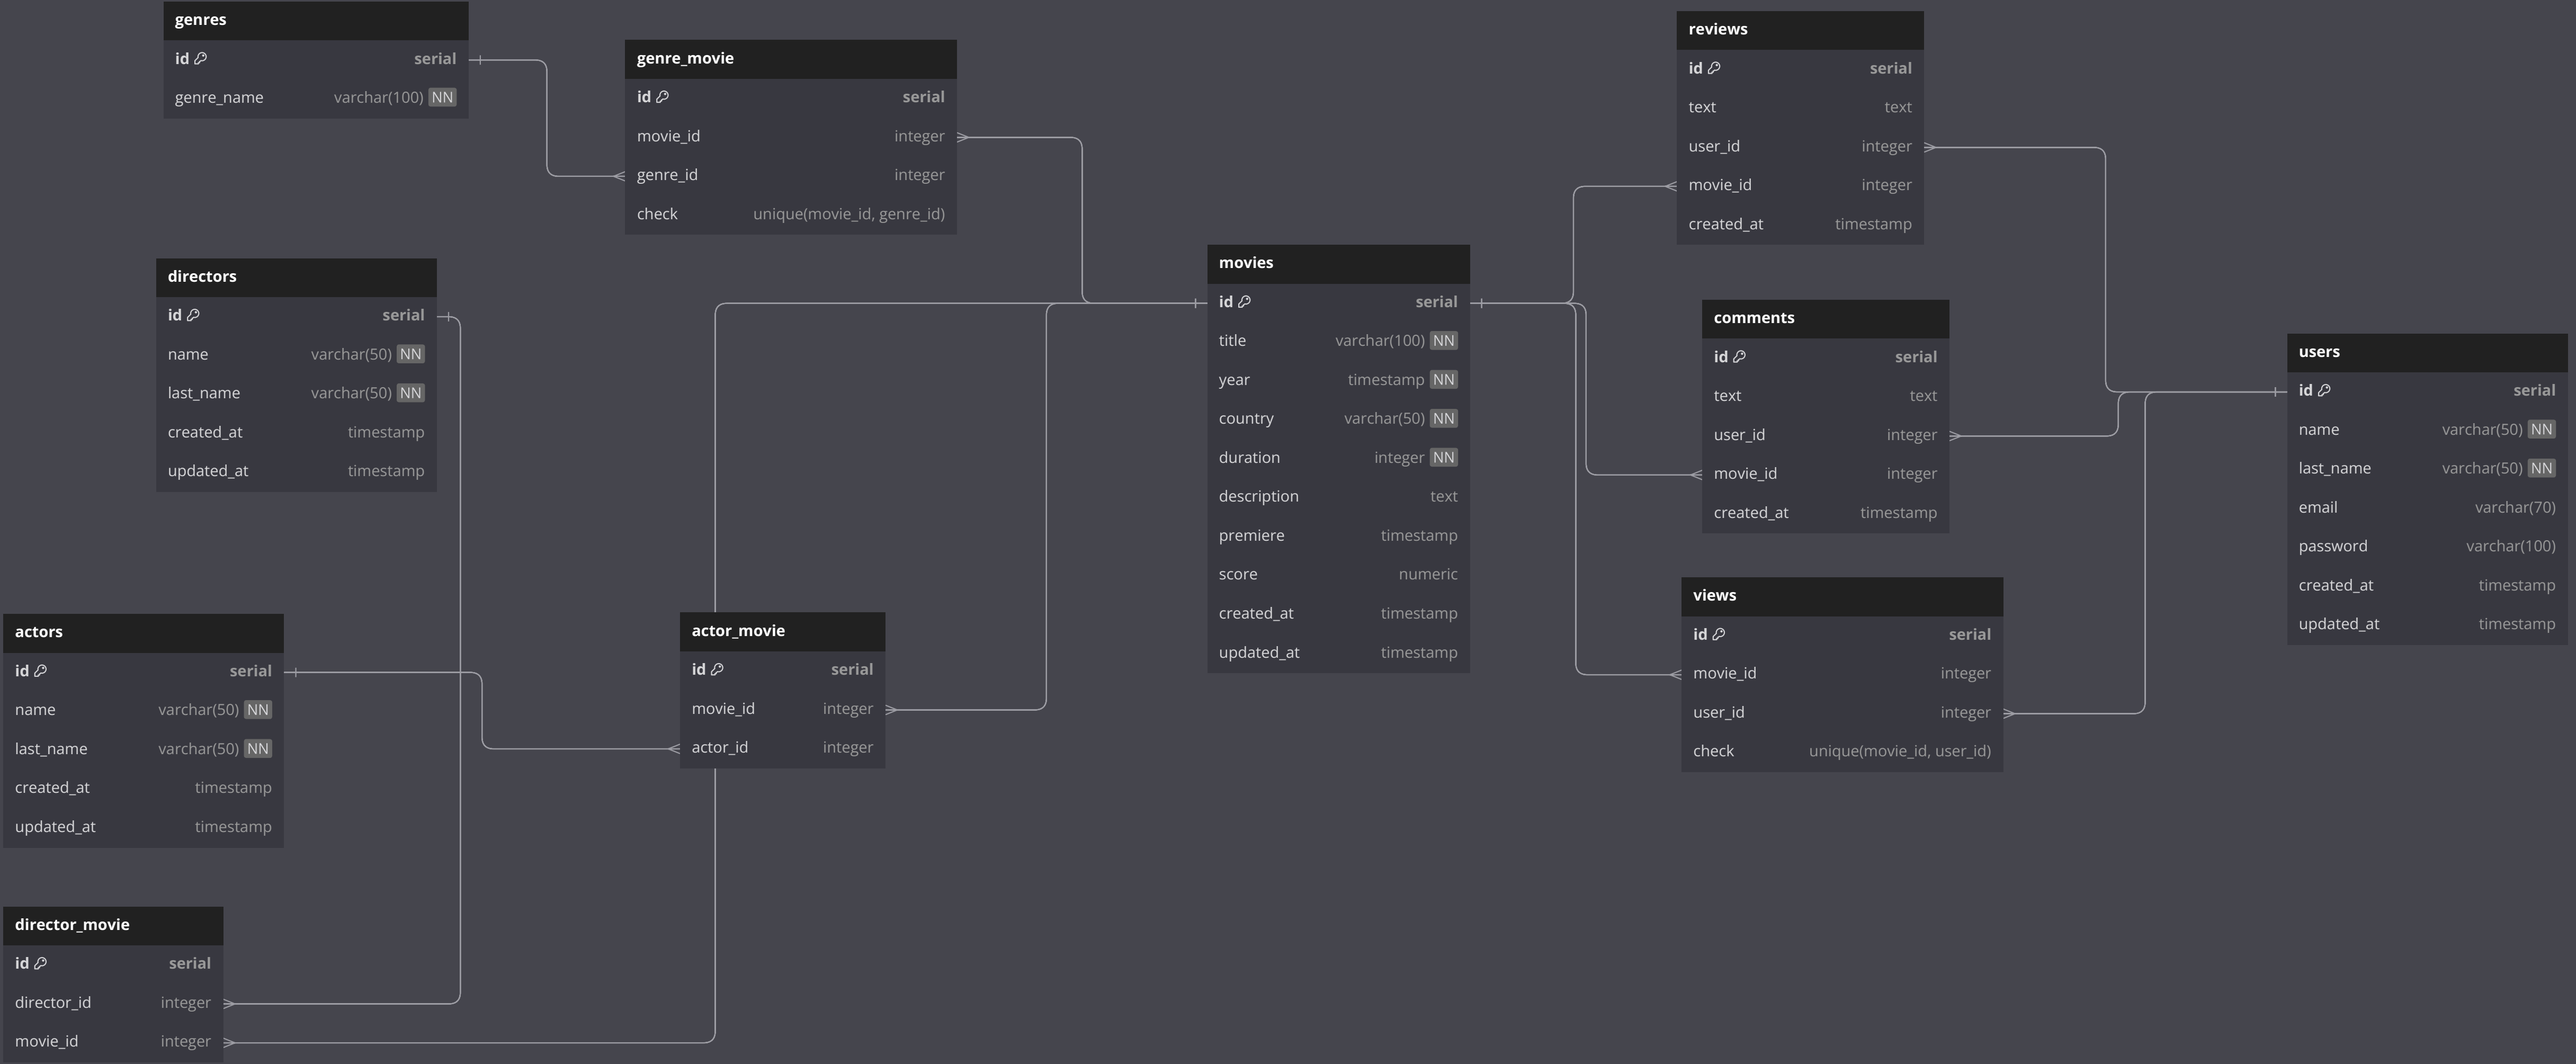 genres
id serial
genre_name varchar(100) NN
genre_movie
id serial
movie_id integer
genre_id integer
check unique(movie_id, genre_id)
directors
id serial
name varchar(50) NN
last_name varchar(50) NN
created_at timestamp
updated_at timestamp
actors
id serial
name varchar(50) NN
last_name varchar(50) NN
created_at timestamp
updated_at timestamp
actor_movie
id serial
movie_id integer
actor_id integer
director_movie
id serial
director_id integer
movie_id integer
movies
id serial
title varchar(100) NN
year timestamp NN
country varchar(50) NN
duration integer NN
description text
premiere timestamp
score numeric
created_at timestamp
updated_at timestamp
reviews
id serial
text text
user_id integer
movie_id integer
created_at timestamp
comments
id serial
text text
user_id integer
movie_id integer
created_at timestamp
views
id serial
movie_id integer
user_id integer
check unique(movie_id, user_id)
users
id serial
name varchar(50) NN
last_name varchar(50) NN
email varchar(70)
password varchar(100)
created_at timestamp
updated_at timestamp